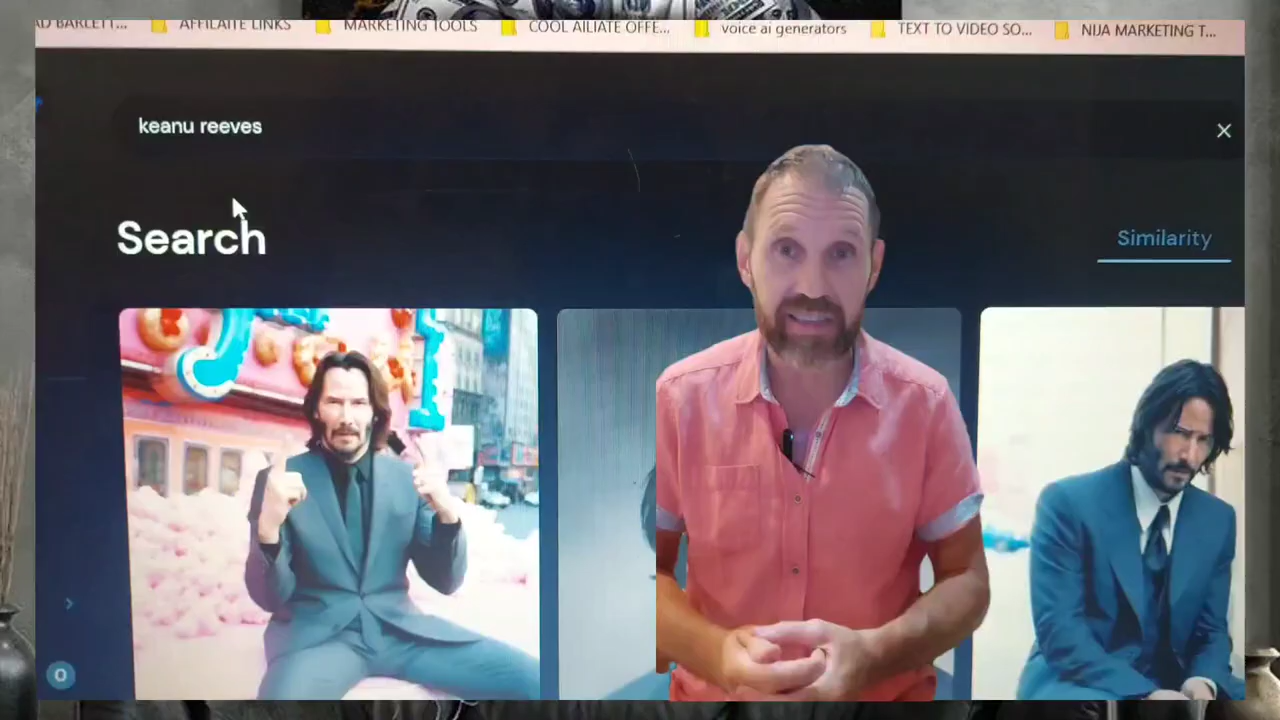 AFFILAITE LINKS
MARKETING TOOLS
COOL AILIATE OFFE...
voice ai generators
TEXT TO VIDEO SO...
NIJA MARKETING T...
keanu reeves
Search
Similarity
O